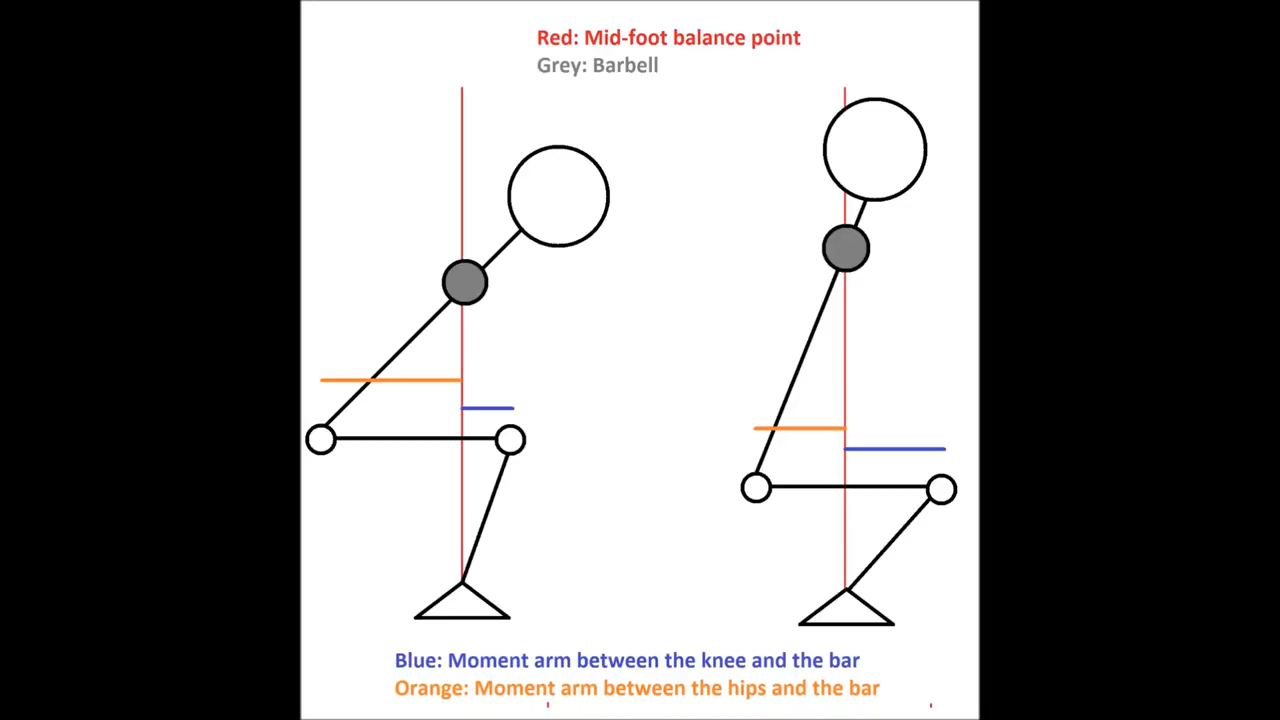 Red: Mid-foot balance point
Grey: Barbell
Blue: Moment arm between the knee and the bar
Orange: Moment arm between the hips and the bar